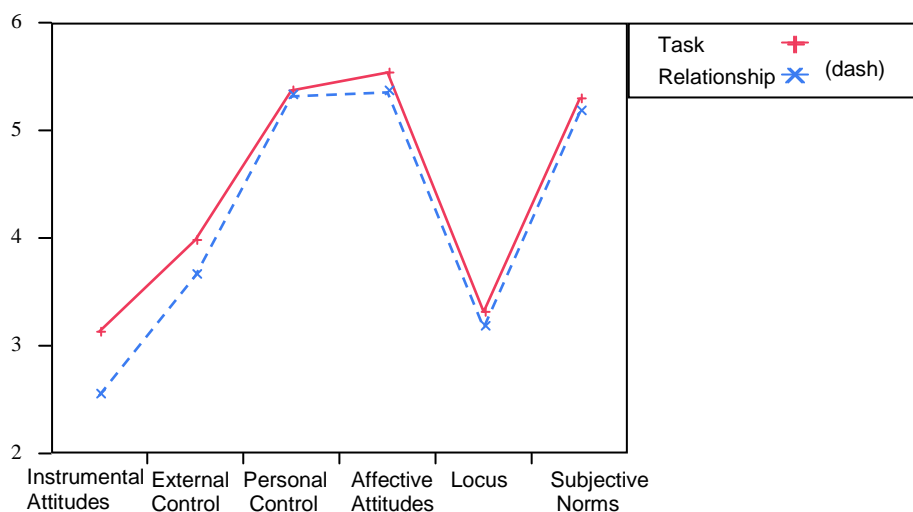 6
5
4
3
2
Task
Relationship (dash)
Instrumental Attitudes
External Control
Personal Control
Affective Attitudes
Locus
Subjective Norms